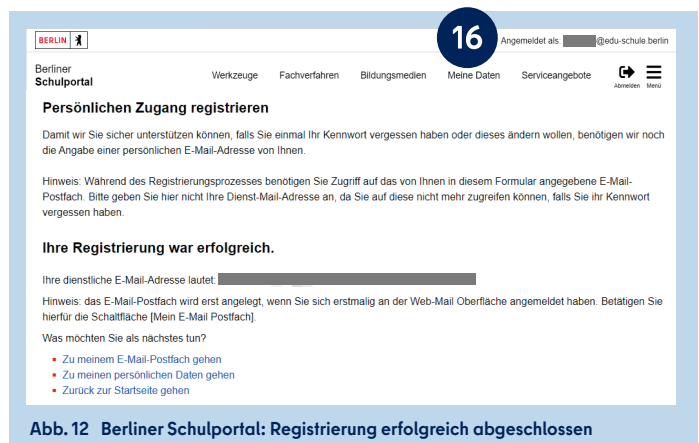 BERLIN
16
Angemeldet als: @edu-schule.berlin
Berliner
Schulportal
Werkzeuge Fachverfahren Bildungsmedien Meine Daten Serviceangebote
Abmelden Menü
Persönlichen Zugang registrieren
Damit wir Sie sicher unterstützen können, falls Sie einmal Ihr Kennwort vergessen haben oder dieses ändern wollen, benötigen wir noch
die Angabe einer persönlichen E-Mail-Adresse von Ihnen.
Hinweis: Während des Registrierungsprozesses benötigen Sie Zugriff auf das von Ihnen in diesem Formular angegebene E-Mail-
Postfach. Bitte geben Sie hier nicht Ihre Dienst-Mail-Adresse an, da Sie auf diese nicht mehr zugreifen können, falls Sie ihr Kennwort
vergessen haben.
Ihre Registrierung war erfolgreich.
Ihre dienstliche E-Mail-Adresse lautet:
Hinweis: das E-Mail-Postfach wird erst angelegt, wenn Sie sich erstmalig an der Web-Mail Oberfläche angemeldet haben. Betätigen Sie
hierfür die Schaltfläche [Mein E-Mail Postfach].
Was möchten Sie als nächstes tun?
Zu meinem E-Mail-Postfach gehen
Zu meinen persönlichen Daten gehen
Zurück zur Startseite gehen
Abb. 12 Berliner Schulportal: Registrierung erfolgreich abgeschlossen